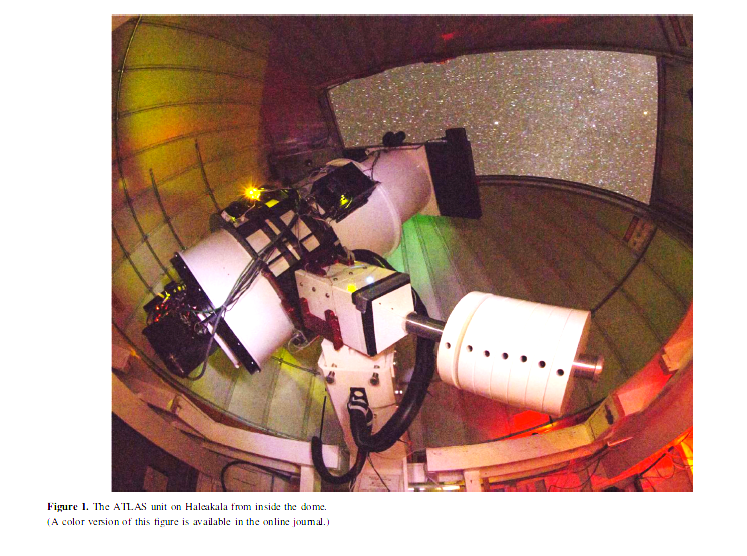 Figure 1. The ATLAS unit on Haleakala from inside the dome.
(A color version of this figure is available in the online journal.)